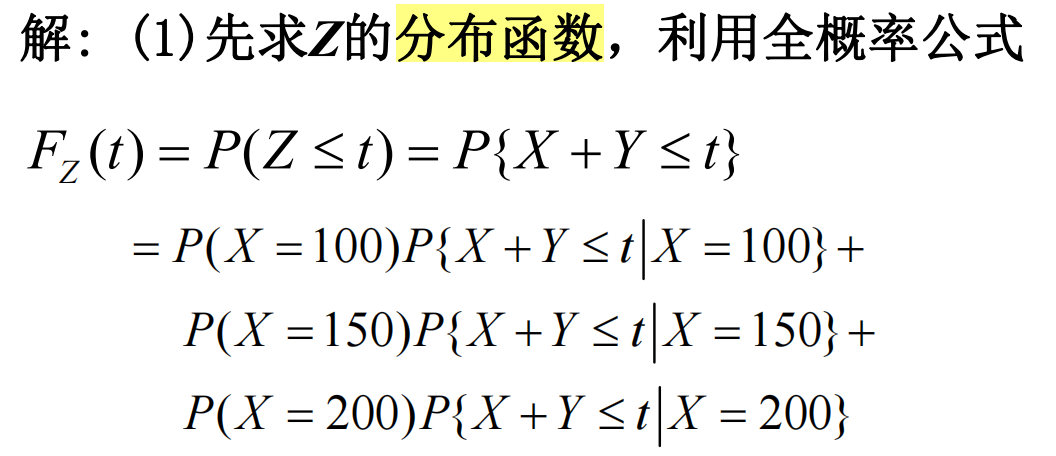 解：(1)先求Z的分布函数，利用全概率公式
F_Z(t) = P(Z ≤ t) = P{X + Y ≤ t}
= P(X = 100)P{X + Y ≤ t|X = 100} +
P(X = 150)P{X + Y ≤ t|X = 150} +
P(X = 200)P{X + Y ≤ t|X = 200}